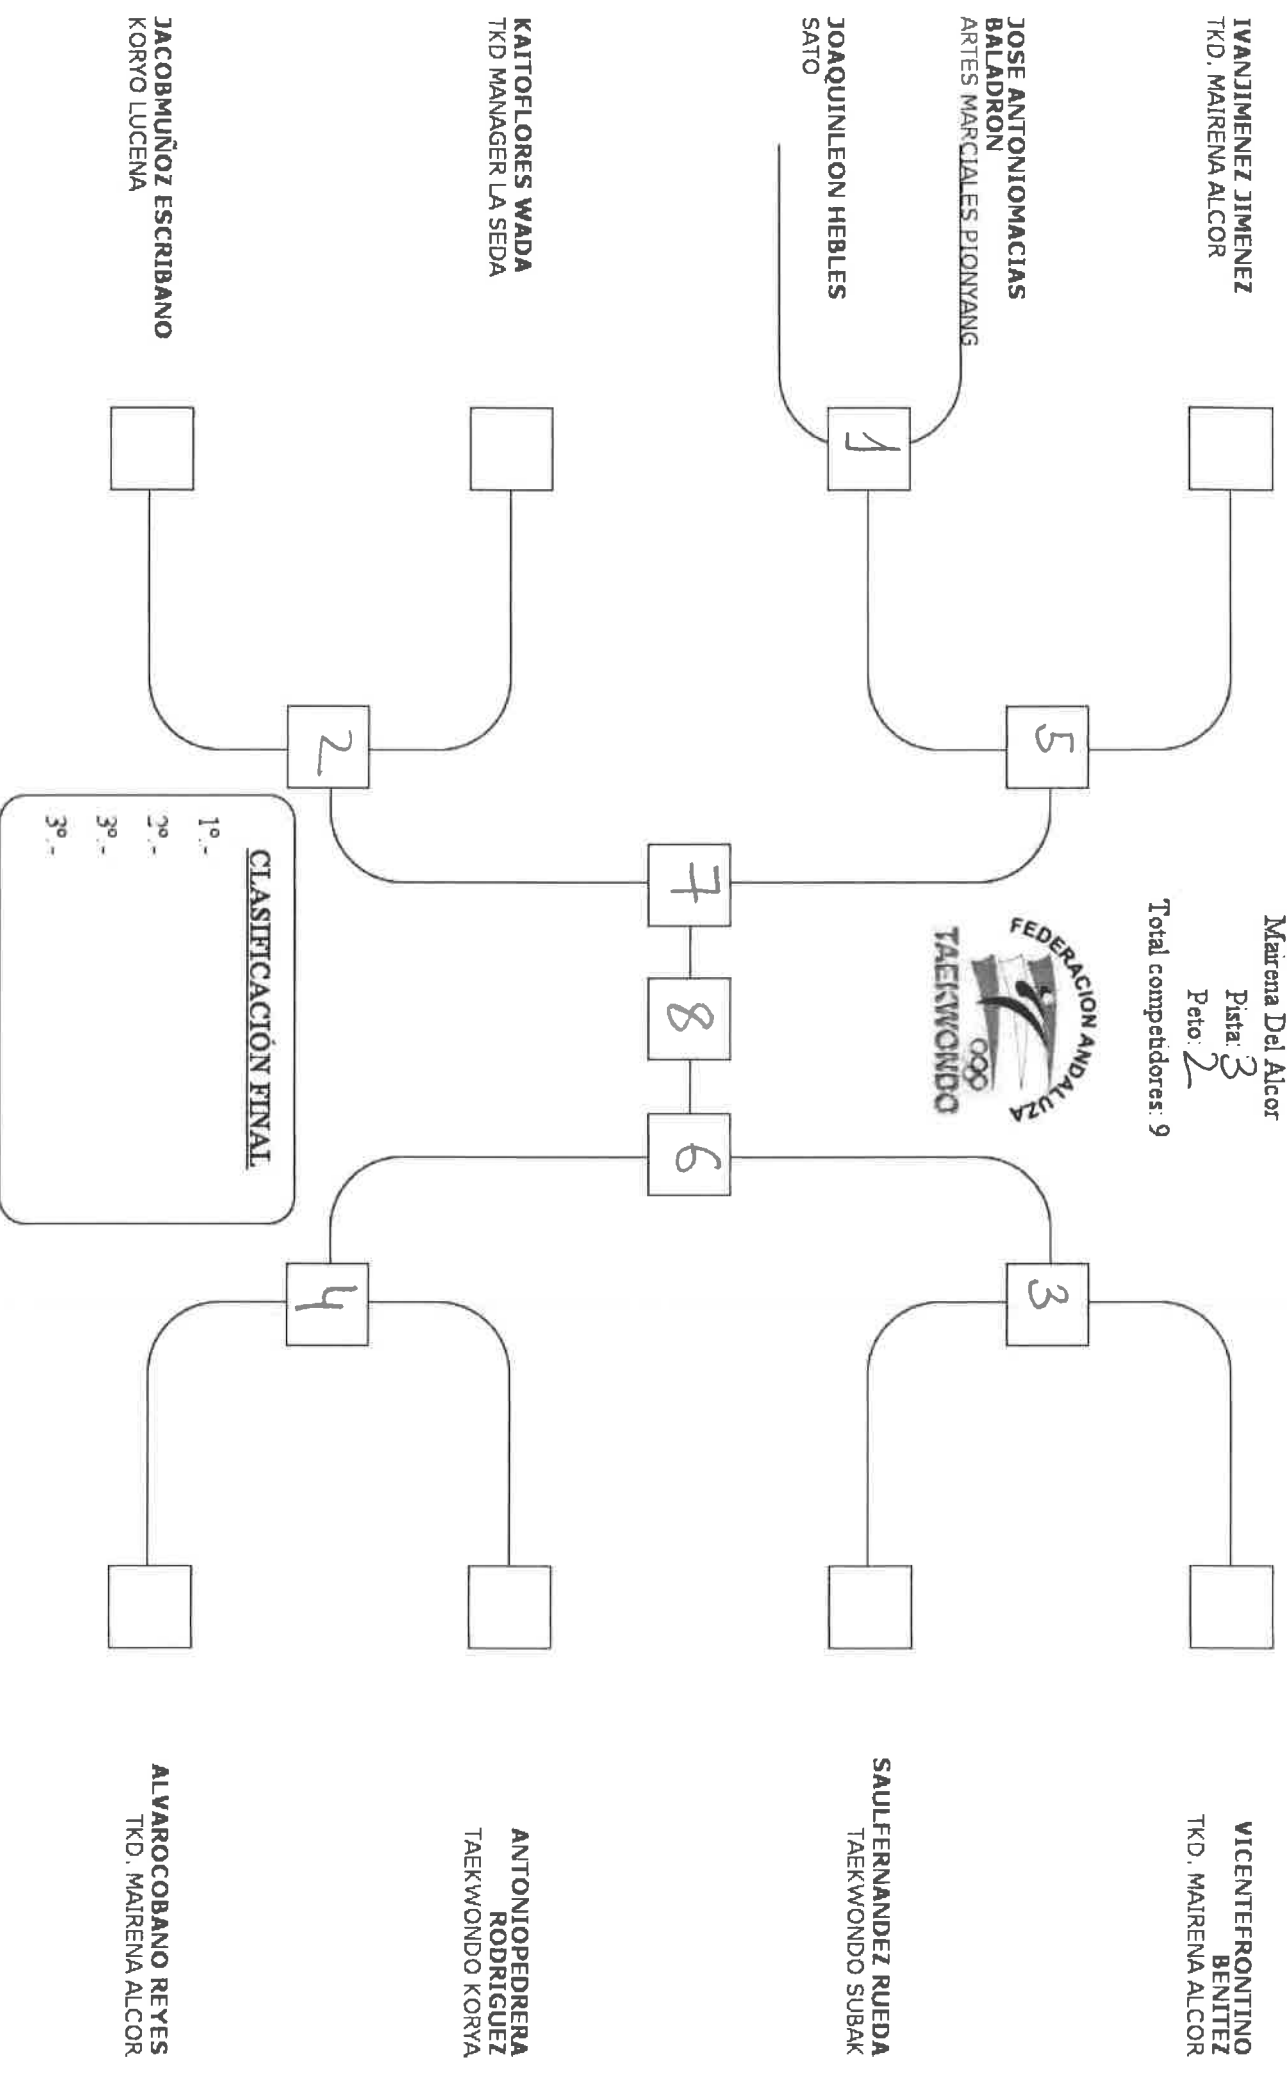 Mairena Del Alcor
Pista: 3
Peto: 2
Total competidores: 9
FEDERACION ANDALUZA
TAEKWONDO
IVANJIMENEZ JIMENEZ
TKD. MAIRENA ALCOR
JOSE ANTONIOMACIAS
BALADRON
ARTES MARCIALES PIONYANG
JOAQUINLEON HEBLES
SATO
KAITOFLORES WADA
TKD MANAGER LA SEDA
JACOBMUÑOZ ESCRIBANO
KORYO LUCENA
1
5
2
7
8
6
3
4
VICENTEFRONTINO
BENITEZ
TKD. MAIRENA ALCOR
SAULFERNANDEZ RUEDA
TAEKWONDO SUBAK
ANTONIOPEDRERA
RODRIGUEZ
TAEKWONDO KORYA
ALVAROCOBANO REYES
TKD. MAIRENA ALCOR
CLASIFICACIÓN FINAL
1º.-
2º.-
3º.-
3º.-